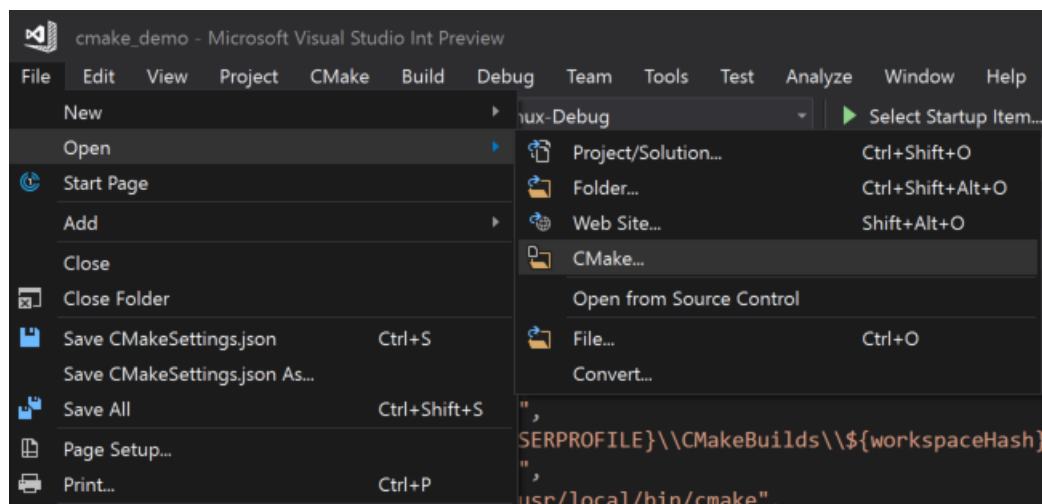 cmake_demo - Microsoft Visual Studio Int Preview
File Edit View Project CMake Build Debug Team Tools Test Analyze Window Help
New
nux-Debug
Select Startup Item...
Open
Start Page
Add
Close
Close Folder
Save CMakeSettings.json Ctrl+S
Save CMakeSettings.json As...
Save All Ctrl+Shift+S
Page Setup...
Print... Ctrl+P
Project/Solution... Ctrl+Shift+O
Folder... Ctrl+Shift+Alt+O
Web Site... Shift+Alt+O
CMake...
Open from Source Control
File... Ctrl+O
Convert...
",
SERPROFILE}\\CMakeBuilds\\${workspaceHash}
",
usr/local/bin/cmake",